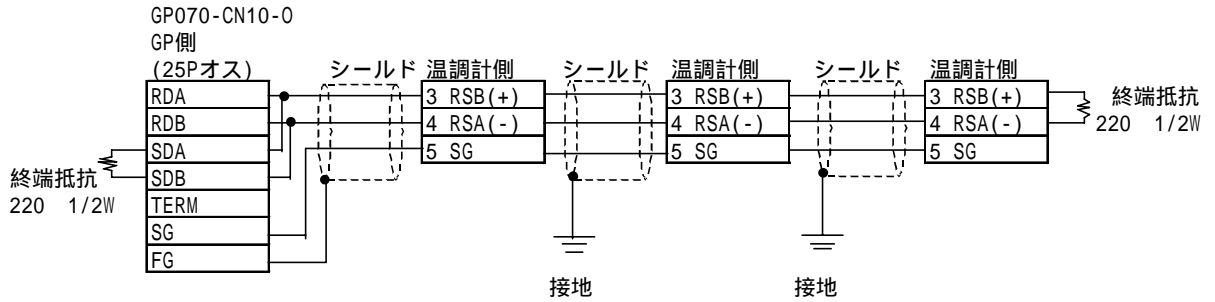 GP070-CN10-O
GP側
(25Pオス)
シールド 温調計側 シールド 温調計側 シールド 温調計側
RDA 3 RSB(+) 3 RSB(+) 3 RSB(+) 終端抵抗
RDB 4 RSA(-) 4 RSA(-) 4 RSA(-) 220 1/2W
SDA 5 SG 5 SG 5 SG
終端抵抗 SDB
220 1/2W TERM
SG
FG
接地 接地